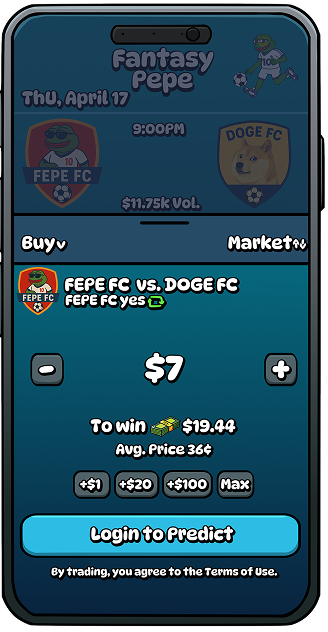 Fantasy
Pepe
Thu, April 17
9:00PM
10
FEPE FC
DOGE FC
$11.75k Vol.
Buy
Market
FEPE FC vs. DOGE FC
FEPE FC yes
FEPE FC
-
$7
+
To win $19.44
Avg. Price 36¢
+$1 +$20 +$100 Max
Login to Predict
By trading, you agree to the Terms of Use.